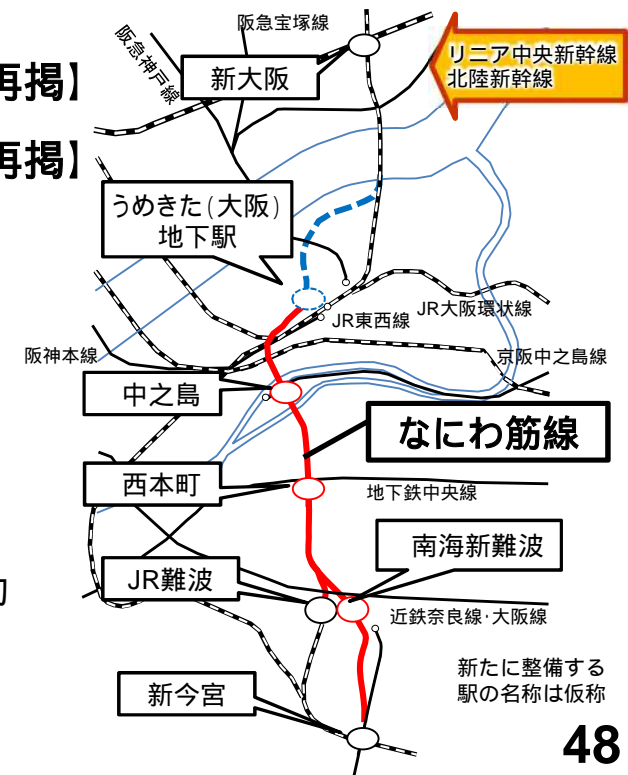 阪急宝塚線
阪急神戸線
リニア中央新幹線
北陸新幹線
再掲】
新大阪
再掲】
うめきた(大阪)
地下駅
JR大阪環状線
JR東西線
阪神本線
京阪中之島線
中之島
なにわ筋線
西本町
地下鉄中央線
南海新難波
JR難波
近鉄奈良線・大阪線
新たに整備する
駅の名称は仮称
新今宮
48